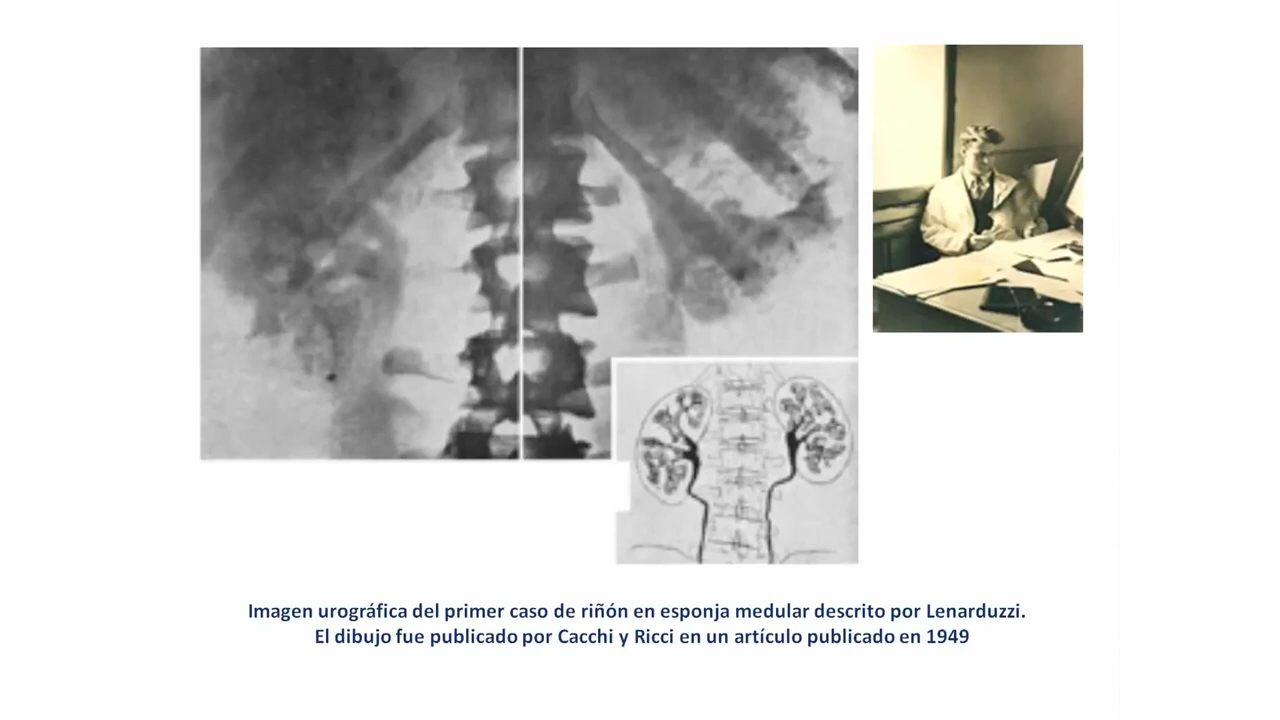 Imagen urográfica del primer caso de riñón en esponja medular descrito por Lenarduzzi.
El dibujo fue publicado por Cacchi y Ricci en un artículo publicado en 1949